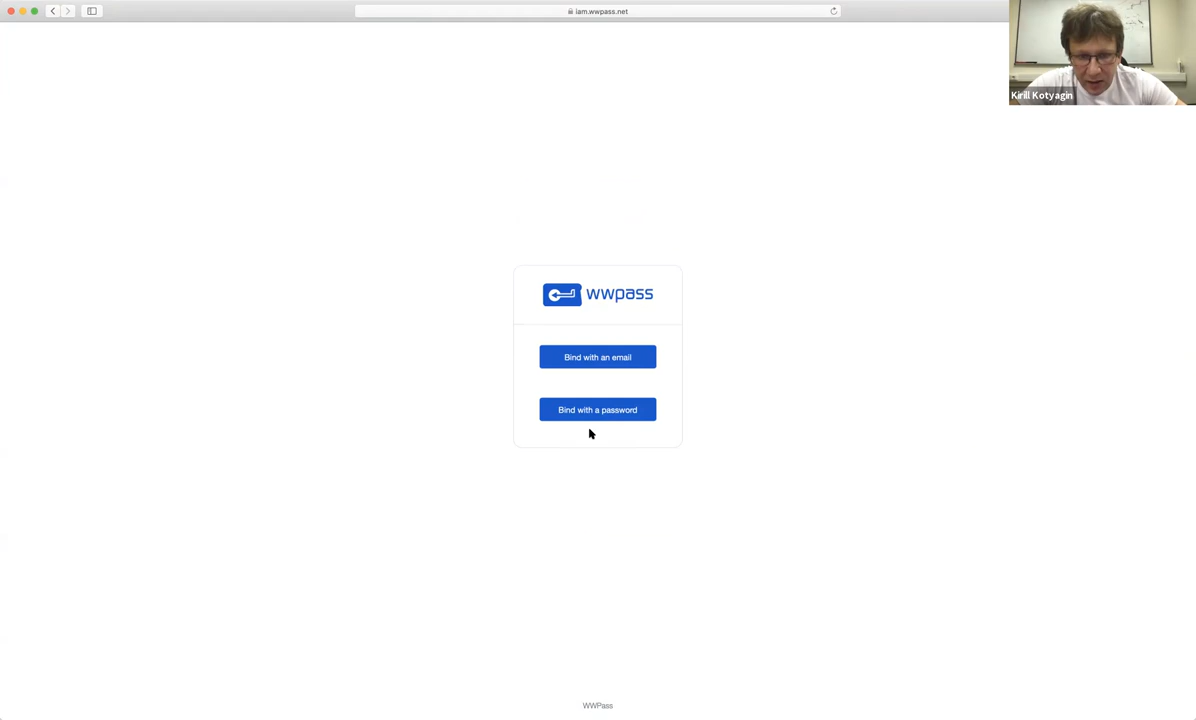 iam.wwpass.net
Kirill Kotyagin
wwpass
Bind with an email
Bind with a password
WWPass